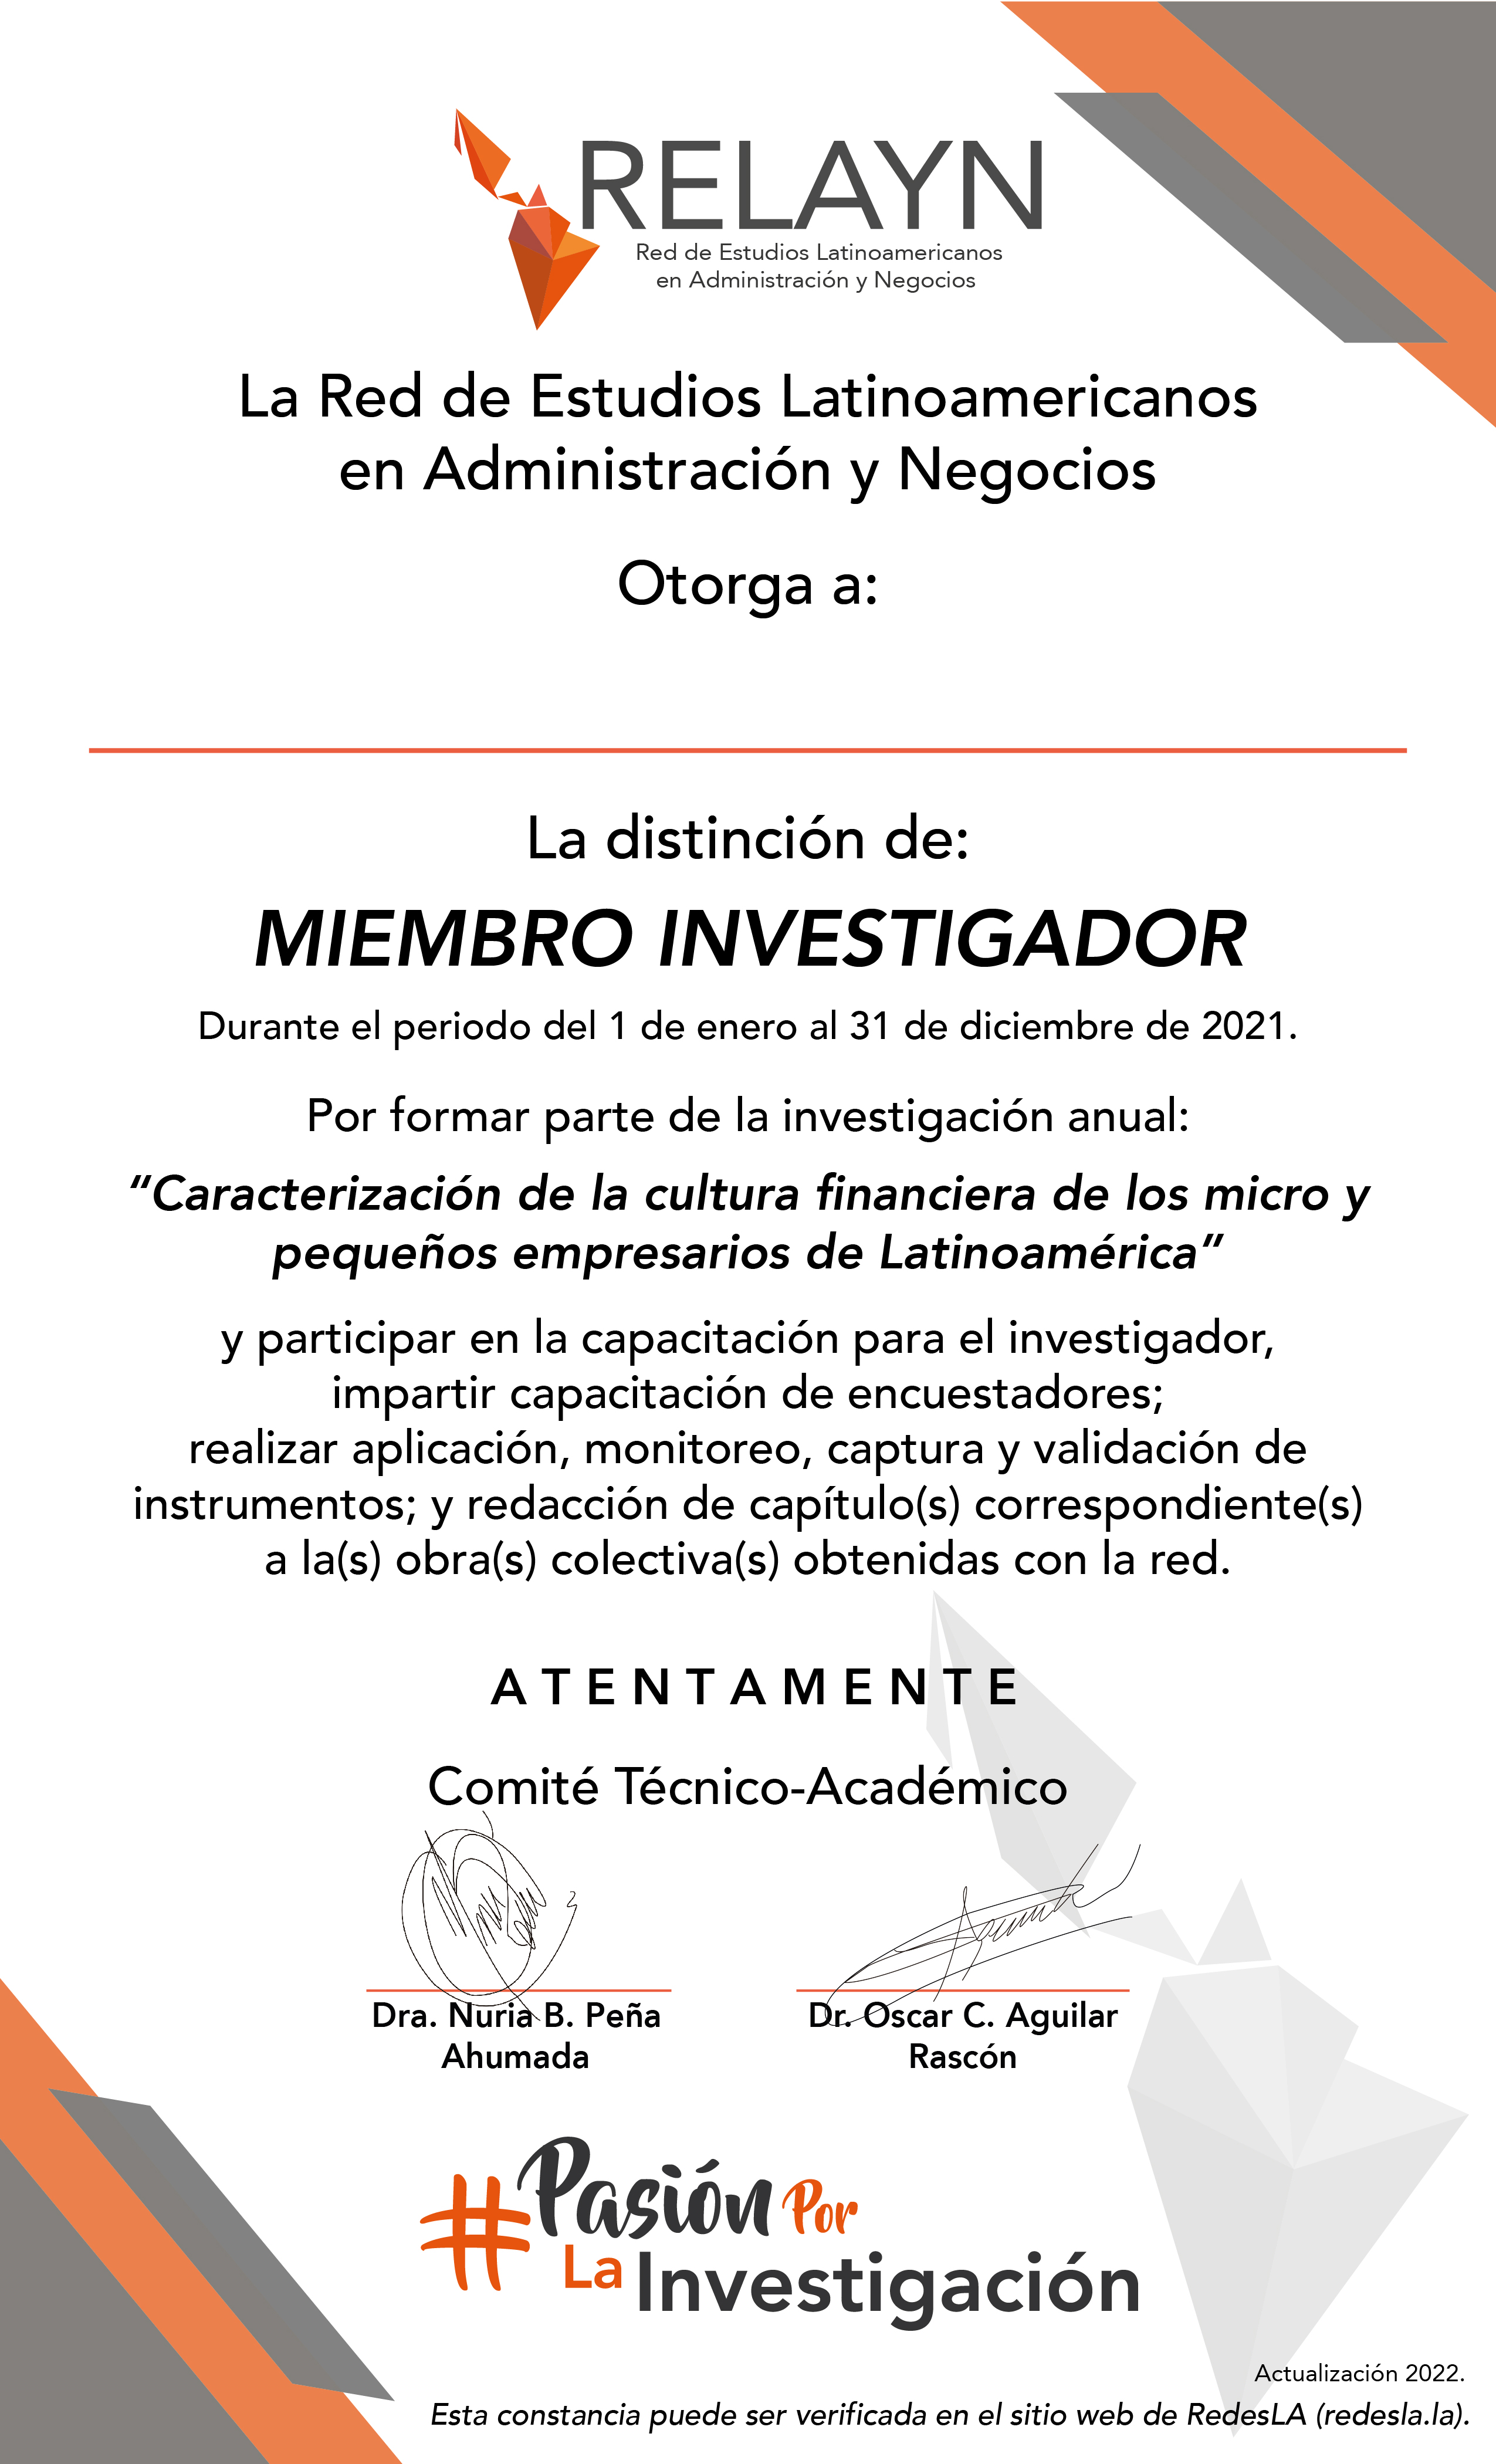 RELAYN
Red de Estudios Latinoamericanos
en Administración y Negocios
La Red de Estudios Latinoamericanos
en Administración y Negocios
Otorga a:
La distinción de:
MIEMBRO INVESTIGADOR
Durante el periodo del 1 de enero al 31 de diciembre de 2021.
Por formar parte de la investigación anual:
“Caracterización de la cultura financiera de los micro y
pequeños empresarios de Latinoamérica”
y participar en la capacitación para el investigador,
impartir capacitación de encuestadores;
realizar aplicación, monitoreo, captura y validación de
instrumentos; y redacción de capítulo(s) correspondiente(s)
a la(s) obra(s) colectiva(s) obtenidas con la red.
ATENTAMENTE
Comité Técnico-Académico
Dra. Nuria B. Peña
Ahumada
Dr. Oscar C. Aguilar
Rascón
#Pasión Por
La Investigación
Actualización 2022.
Esta constancia puede ser verificada en el sitio web de RedesLA (redesla.la).